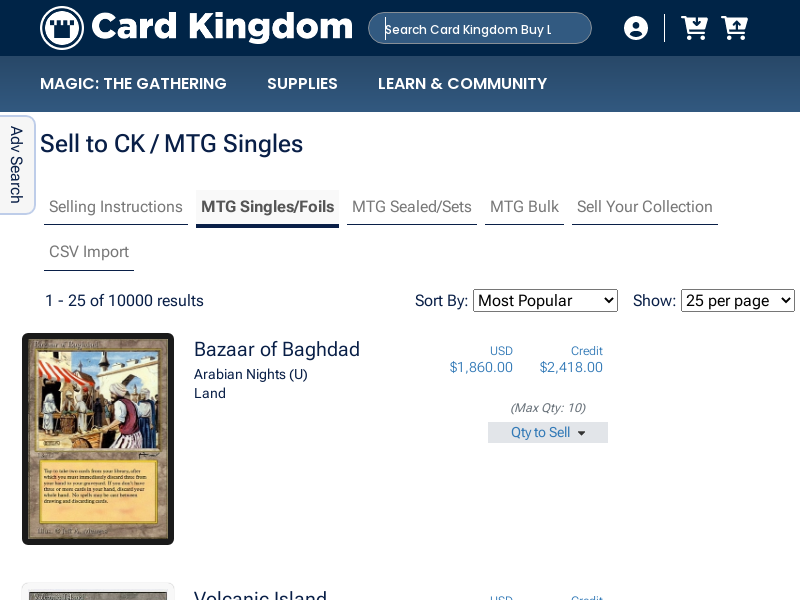 Card Kingdom
Search Card Kingdom Buy L
MAGIC: THE GATHERING
SUPPLIES
LEARN & COMMUNITY
Adv Search
Sell to CK / MTG Singles
Selling Instructions
MTG Singles/Foils
MTG Sealed/Sets
MTG Bulk
Sell Your Collection
CSV Import
1 - 25 of 10000 results
Sort By: Most Popular
Show: 25 per page
Bazaar of Baghdad
Arabian Nights (U)
Land
USD
$1,860.00
Credit
$2,418.00
(Max Qty: 10)
Qty to Sell
Bazaar of Baghdad
Tap to take two cards from your library, after
which you must immediately discard three from
your hand to your graveyard. If you don't have
three or more cards in your hand, discard your
whole hand. No spells may be cast between
drawing and discarding cards.
Volcanic Island
USD
Credit